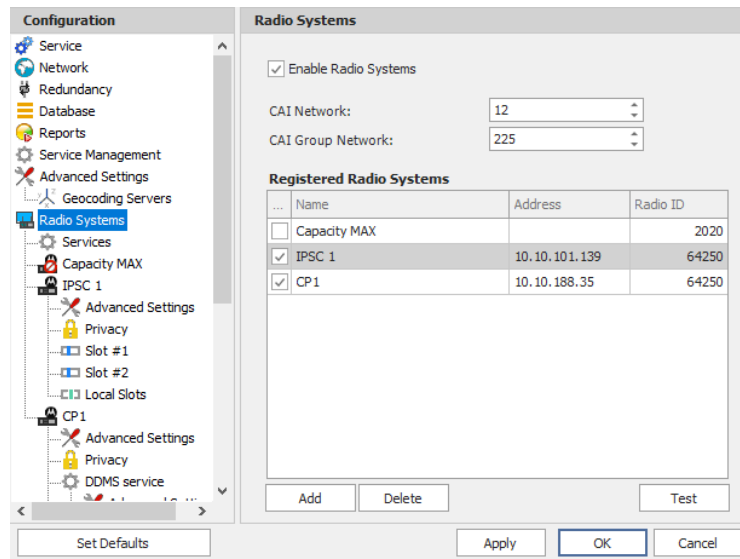 Configuration
Service
Network
Redundancy
Database
Reports
Service Management
Advanced Settings
Geocoding Servers
Radio Systems
Services
Capacity MAX
IPSC 1
Advanced Settings
Privacy
Slot #1
Slot #2
Local Slots
CP1
Advanced Settings
Privacy
DDMS service
Set Defaults
Radio Systems
Enable Radio Systems
CAI Network: 12
CAI Group Network: 225
Registered Radio Systems
... Name Address Radio ID
Capacity MAX 2020
IPSC 1 10.10.101.139 64250
CP1 10.10.188.35 64250
Add Delete Test
Apply OK Cancel